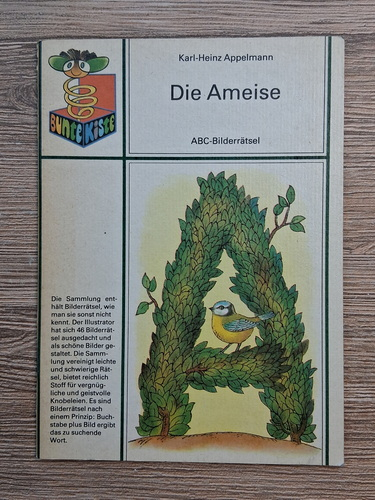 Karl-Heinz Appelmann
Die Ameise
ABC-Bilderrätsel
BUNTE KISTE
Die Sammlung ent-
hält Bilderrätsel, wie
man sie sonst nicht
kennt. Der Illustrator
hat sich 46 Bilderrät-
sel ausgedacht und
als schöne Bilder ge-
staltet. Die Samm-
lung vereinigt leichte
und schwierige Rät-
sel, bietet reichlich
Stoff für vergnüg-
liche und geistvolle
Knobeleien. Es sind
Bilderrätsel nach
einem Prinzip: Buch-
stabe plus Bild ergibt
das zu suchende
Wort.